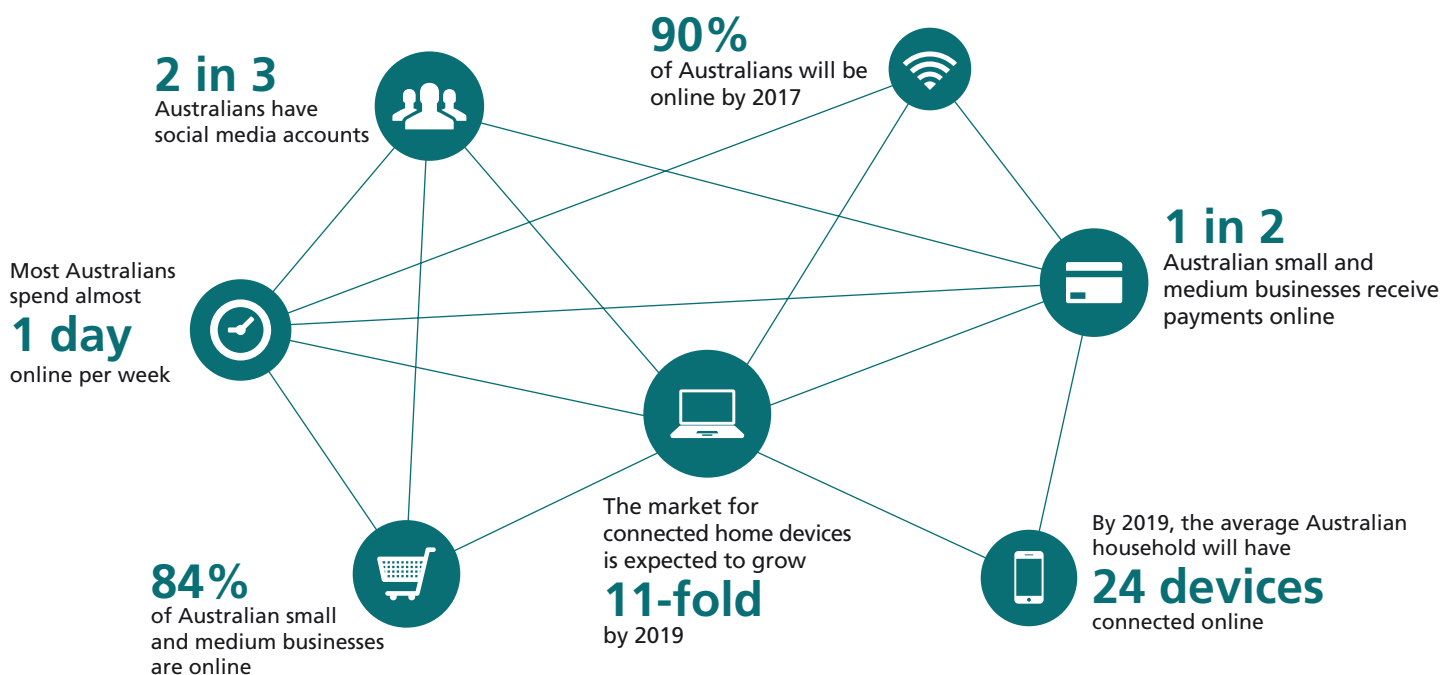 2 in 3
Australians have
social media accounts
90%
of Australians will be
online by 2017
1 in 2
Australian small and
medium businesses receive
payments online
Most Australians
spend almost
1 day
online per week
The market for
connected home devices
is expected to grow
11-fold
by 2019
By 2019, the average Australian
household will have
24 devices
connected online
84%
of Australian small
and medium businesses
are online